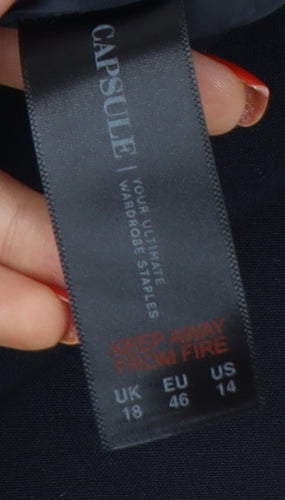 CAPSULE
YOUR ULTIMATE
WARDROBE STAPLES
KEEP AWAY
FROM FIRE
UK EU US
18 46 14